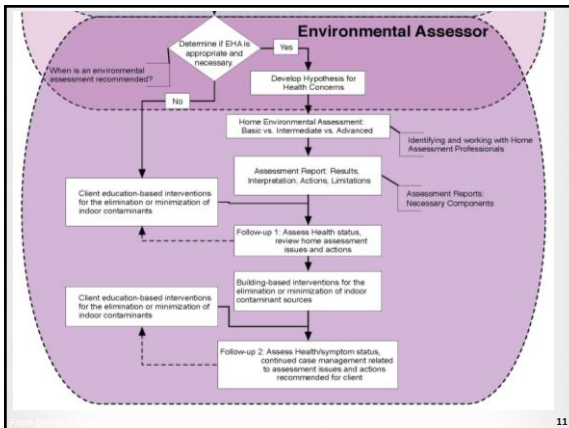 Environmental Assessor
Determine if EHA is
appropriate and
necessary.
Yes
When is an environmental
assessment recommended?
Develop Hypothesis for
Health Concerns
No
Home Environmental Assessment:
Basic vs. Intermediate vs. Advanced
Identifying and working with Home
Assessment Professionals
Assessment Report: Results,
Interpretation, Actions, Limitations
Client education-based interventions
for the elimination or minimization of
indoor contaminants
Assessment Reports:
Necessary Components
Follow-up 1: Assess Health status,
review home assessment
issues and actions
Building-based interventions for the
elimination or minimization of indoor
contaminant sources
Client education-based interventions
for the elimination or minimization of
indoor contaminants
Follow-up 2: Assess Health/symptom status,
continued case management related
to assessment issues and actions
recommended for client
11